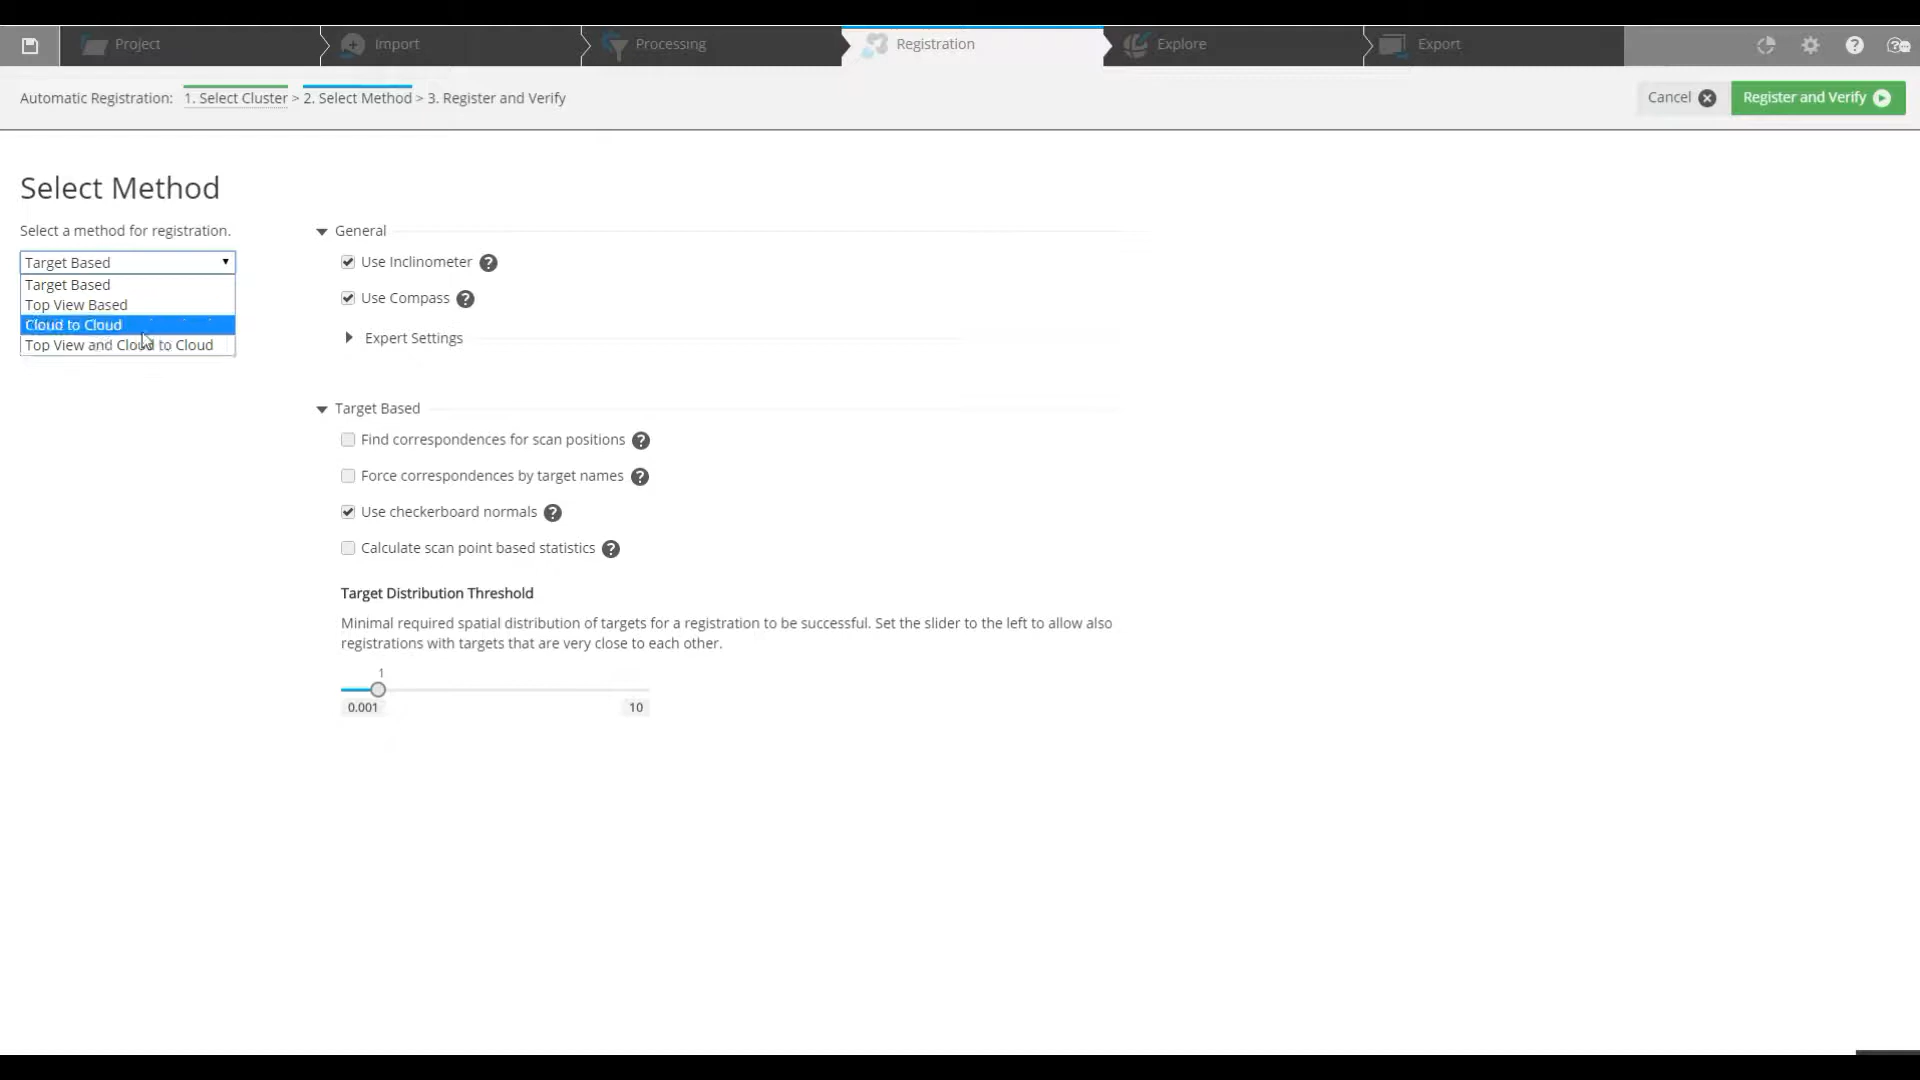 Project Import Processing Registration Explore Export
Automatic Registration: 1. Select Cluster > 2. Select Method > 3. Register and Verify Cancel Register and Verify
Select Method
Select a method for registration.
Target Based
Target Based
Top View Based
Cloud to Cloud
Top View and Cloud to Cloud
General
Use Inclinometer ?
Use Compass ?
Expert Settings
Target Based
Find correspondences for scan positions ?
Force correspondences by target names ?
Use checkerboard normals ?
Calculate scan point based statistics ?
Target Distribution Threshold
Minimal required spatial distribution of targets for a registration to be successful. Set the slider to the left to allow also
registrations with targets that are very close to each other.
1
0.001 10